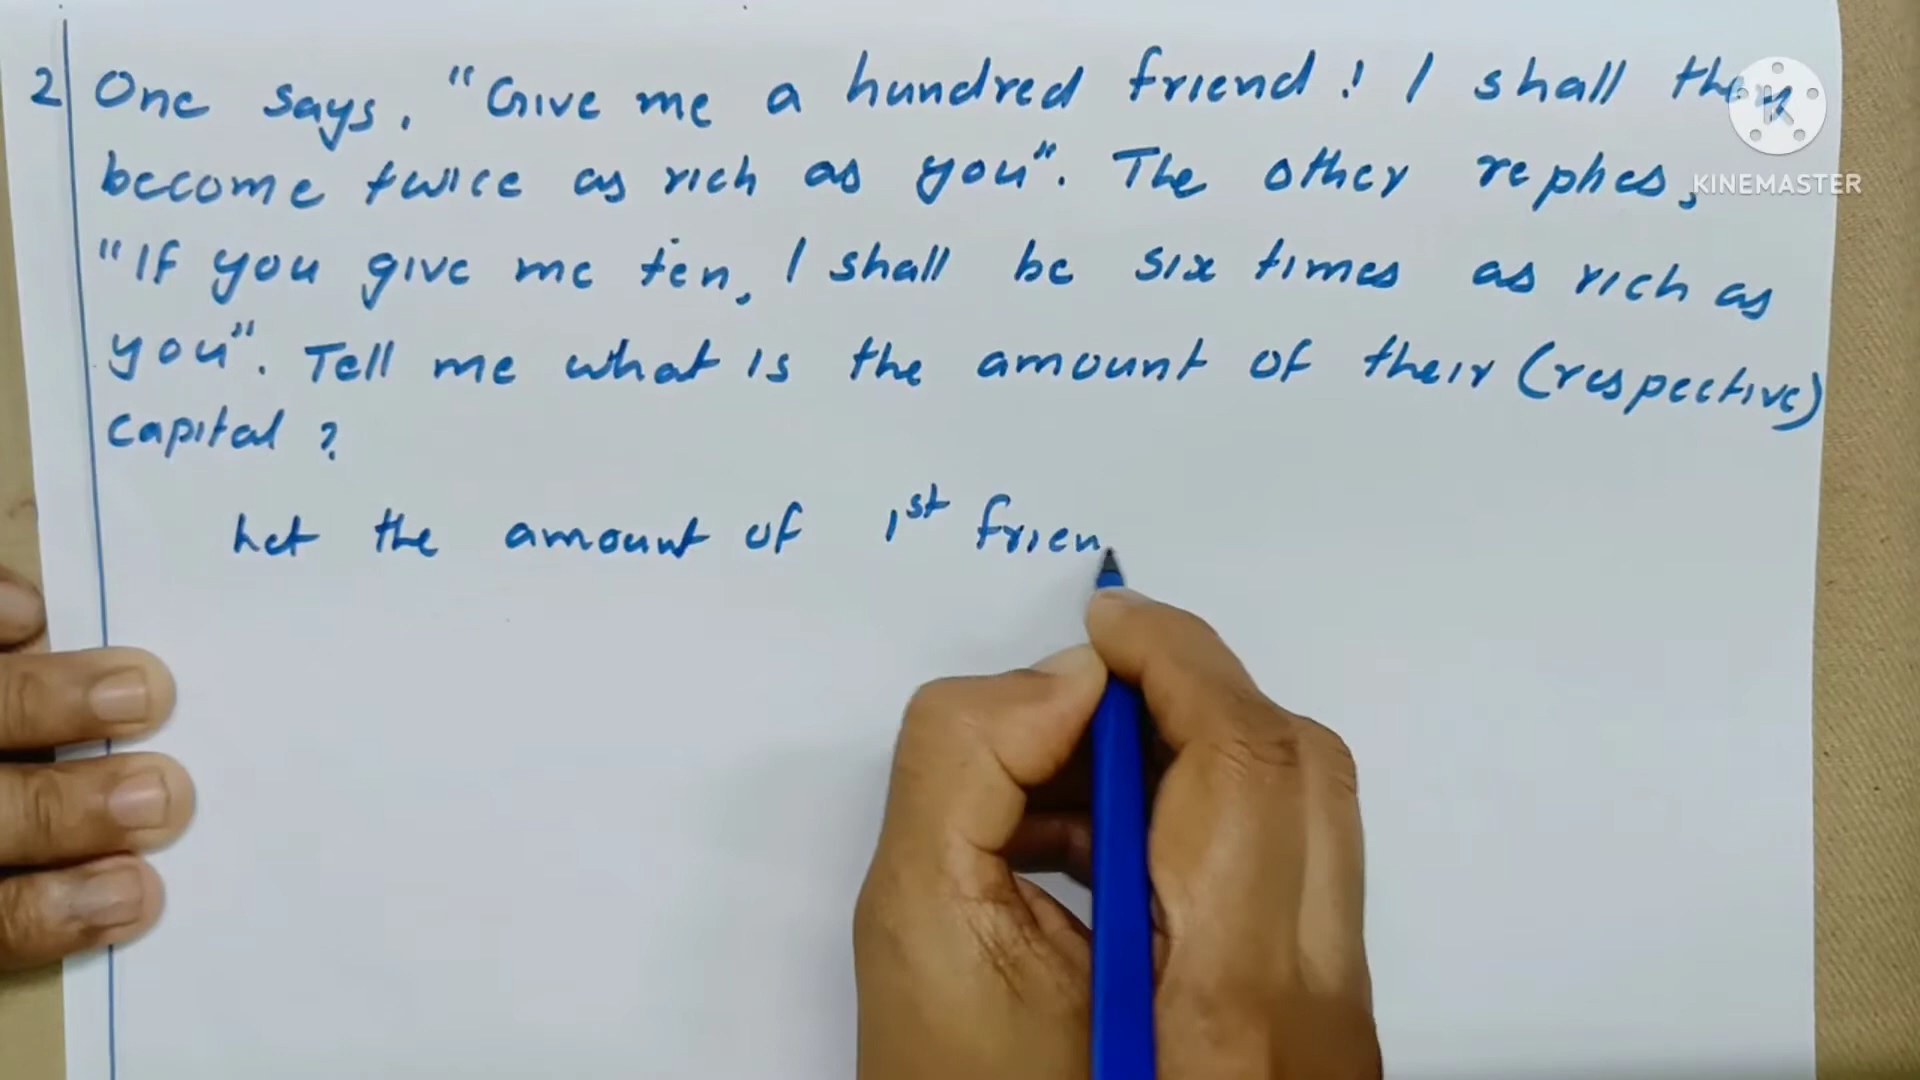 2 One says, "Give me a hundred friend! I shall then
become twice as rich as you". The other replies,
KINEMASTER
"If you give me ten, I shall be six times as rich as
you". Tell me what is the amount of their (respective)
capital?
Let the amount of 1st frien